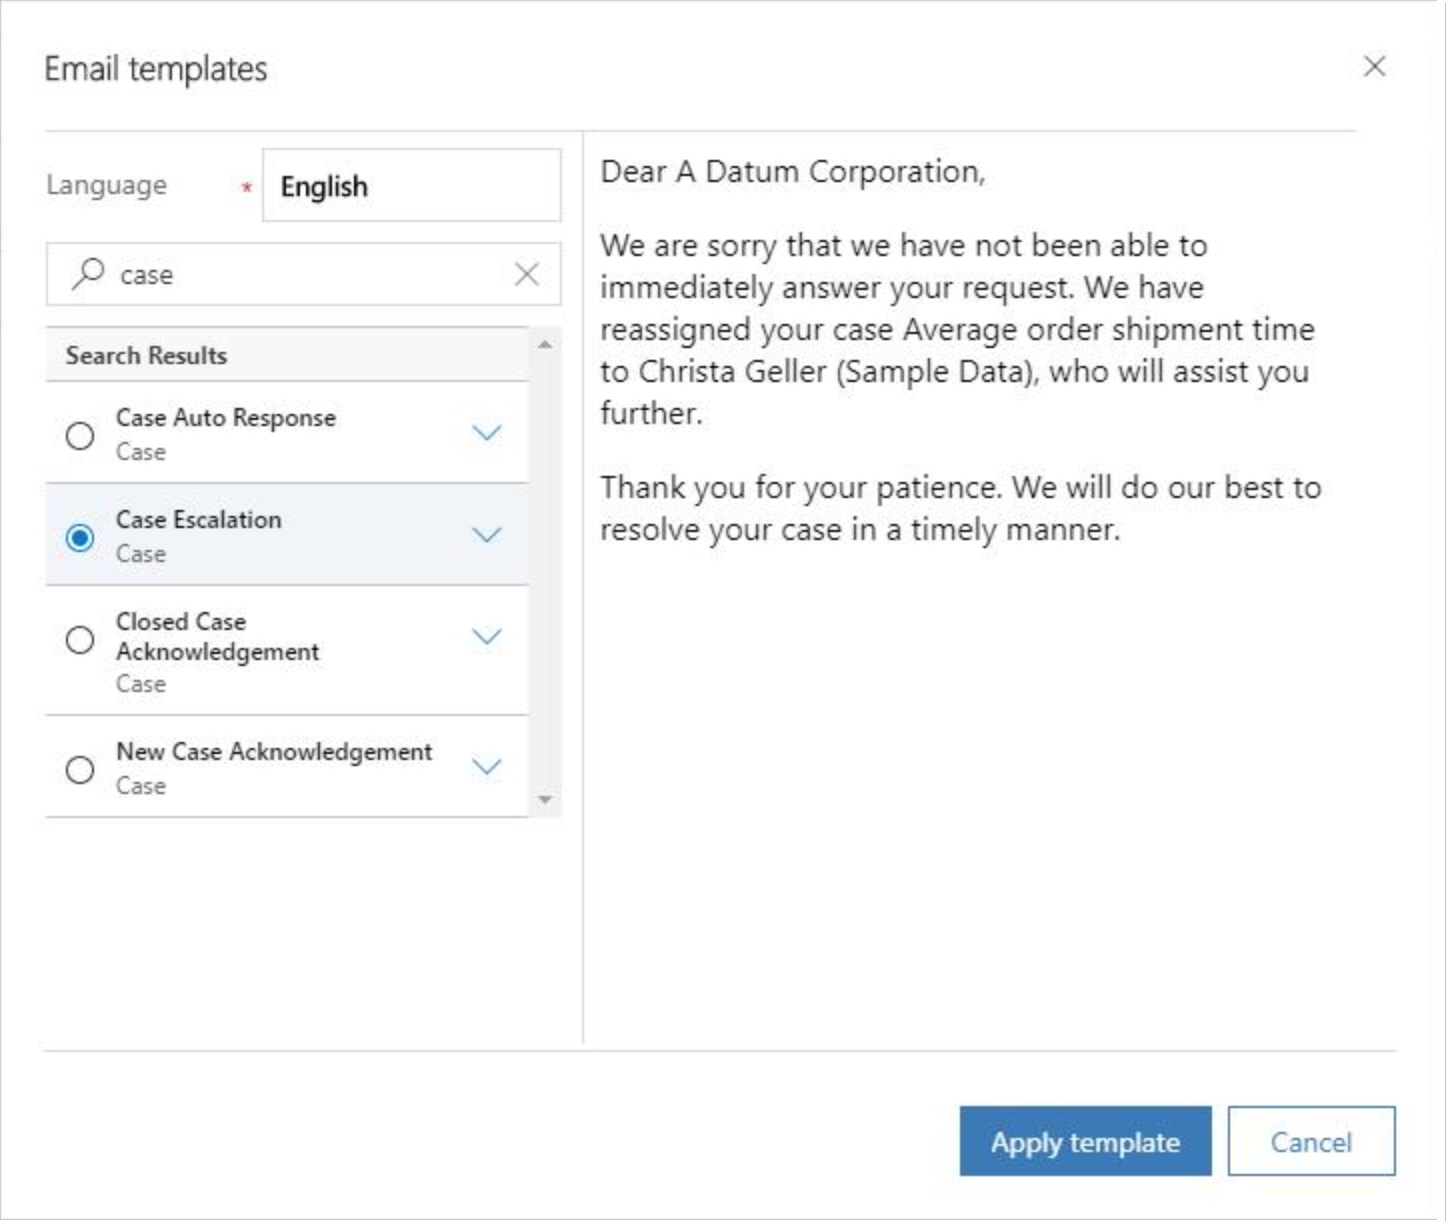 Email templates
Language * English
case
Search Results
Case Auto Response
Case
Case Escalation
Case
Closed Case
Acknowledgement
Case
New Case Acknowledgement
Case
Dear A Datum Corporation,
We are sorry that we have not been able to
immediately answer your request. We have
reassigned your case Average order shipment time
to Christa Geller (Sample Data), who will assist you
further.
Thank you for your patience. We will do our best to
resolve your case in a timely manner.
Apply template
Cancel